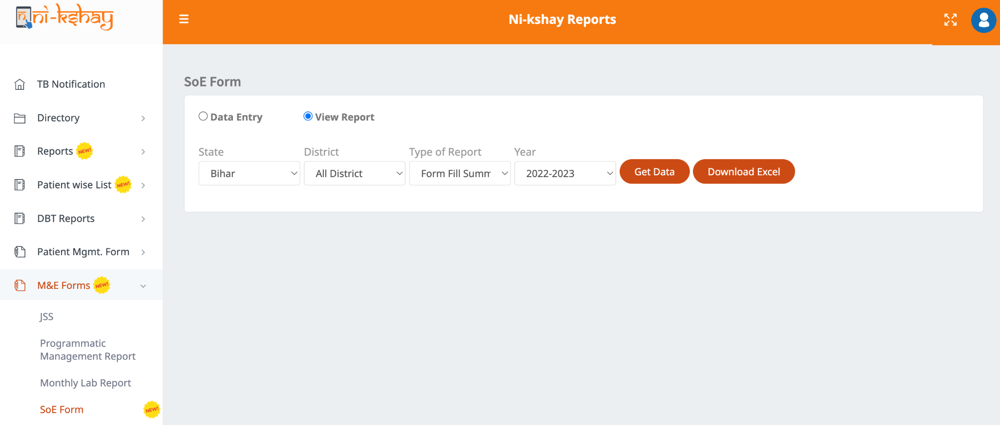 ni-kshay
Ni-kshay Reports
TB Notification
Directory
Reports NEW!
Patient wise List NEW!
DBT Reports
Patient Mgmt. Form
M&E Forms NEW!
JSS
Programmatic
Management Report
Monthly Lab Report
SoE Form NEW!
SoE Form
Data Entry View Report
State District Type of Report Year
Bihar All District Form Fill Summ 2022-2023 Get Data Download Excel